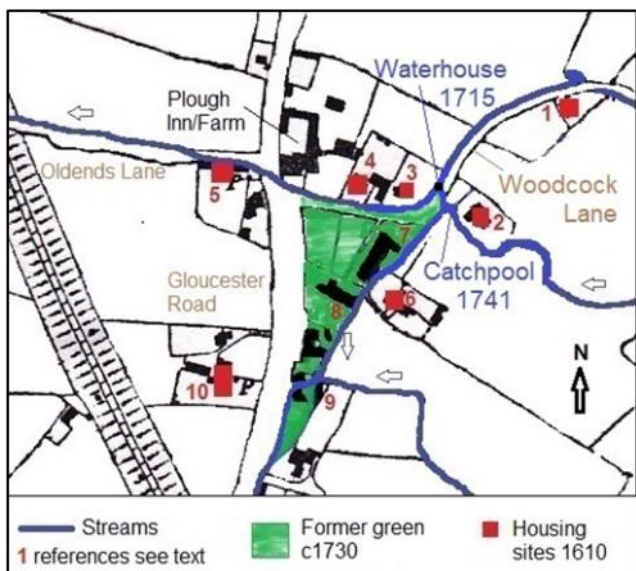 Waterhouse
1715
Plough
Inn/Farm
1
Woodcock
Lane
4
3
Oldends Lane
5
2
7
Catchpool
1741
Gloucester
Road
6
8
N
10
9
Streams
1 references see text
Former green
c1730
Housing
sites 1610